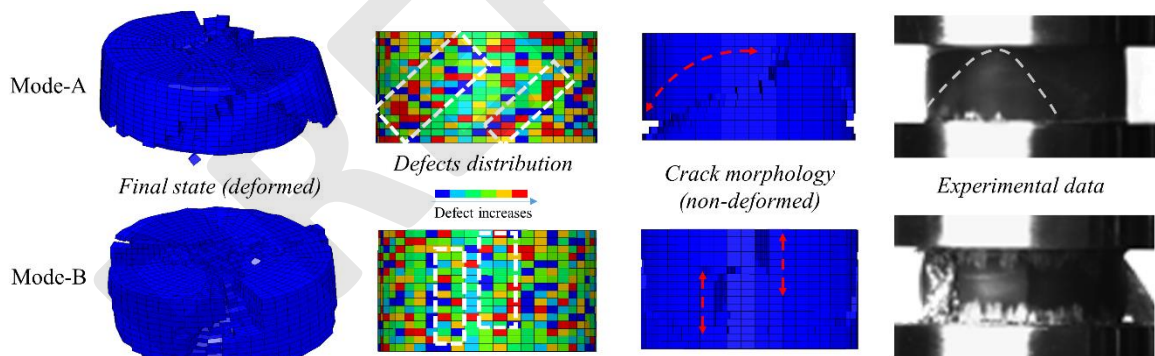 Mode-A
Final state (deformed)
Defects distribution
Crack morphology
(non-deformed)
Experimental data
Defect increases
Mode-B